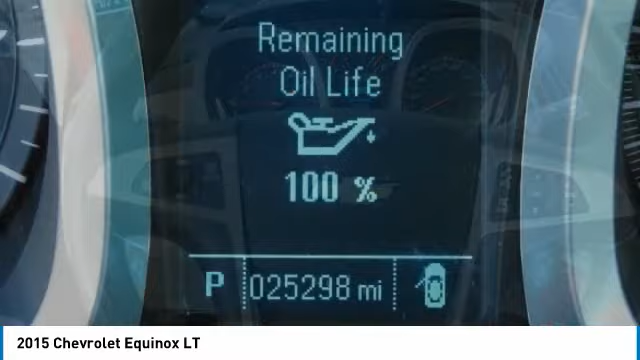 Remaining
Oil Life
100 %
P 025298 mi
2015 Chevrolet Equinox LT